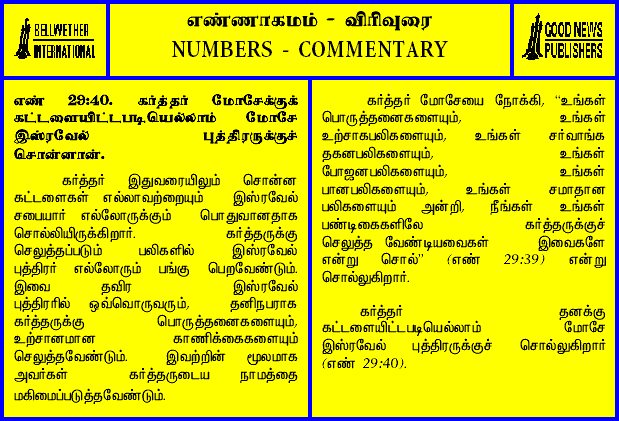 BELLWETHER
INTERNATIONAL
எண்ணாகமம் - விரிவுரை
NUMBERS - COMMENTARY
GOOD NEWS
PUBLISHERS
எண் 29:40. கர்த்தர் மோசேக்குக்
கட்டளையிட்டபடியெல்லாம் மோசே
இஸ்ரவேல் புத்திரருக்குச்
சொன்னான்.
கர்த்தர் இதுவரையிலும் சொன்ன
கட்டளைகள் எல்லாவற்றையும் இஸ்ரவேல்
சபையார் எல்லோருக்கும் பொதுவானதாக
சொல்லியிருக்கிறார். கர்த்தருக்கு
செலுத்தப்படும் பலிகளில் இஸ்ரவேல்
புத்திரர் எல்லோரும் பங்கு பெறவேண்டும்.
இவை தவிர இஸ்ரவேல்
புத்திரரில் ஒவ்வொருவரும், தனிநபராக
கர்த்தருக்கு பொருத்தனைகளையும்,
உற்சானமான காணிக்கைகளையும்
செலுத்தவேண்டும். இவற்றின் மூலமாக
அவர்கள் கர்த்தருடைய நாமத்தை
மகிமைப்படுத்தவேண்டும்.
கர்த்தர் மோசேயை நோக்கி, "உங்கள்
பொருத்தனைகளையும், உங்கள்
உற்சாகபலிகளையும், உங்கள் சர்வாங்க
தகனபலிகளையும், உங்கள்
போஜனபலிகளையும், உங்கள்
பானபலிகளையும், உங்கள் சமாதான
பலிகளையும் அன்றி, நீங்கள் உங்கள்
பண்டிகைகளிலே கர்த்தருக்குச்
செலுத்த வேண்டியவைகள் இவைகளே
என்று சொல்" (எண் 29:39) என்று
சொல்லுகிறார்.
கர்த்தர் தனக்கு
கட்டளையிட்டபடியெல்லாம் மோசே
இஸ்ரவேல் புத்திரருக்குச் சொல்லுகிறார்
(எண் 29:40).